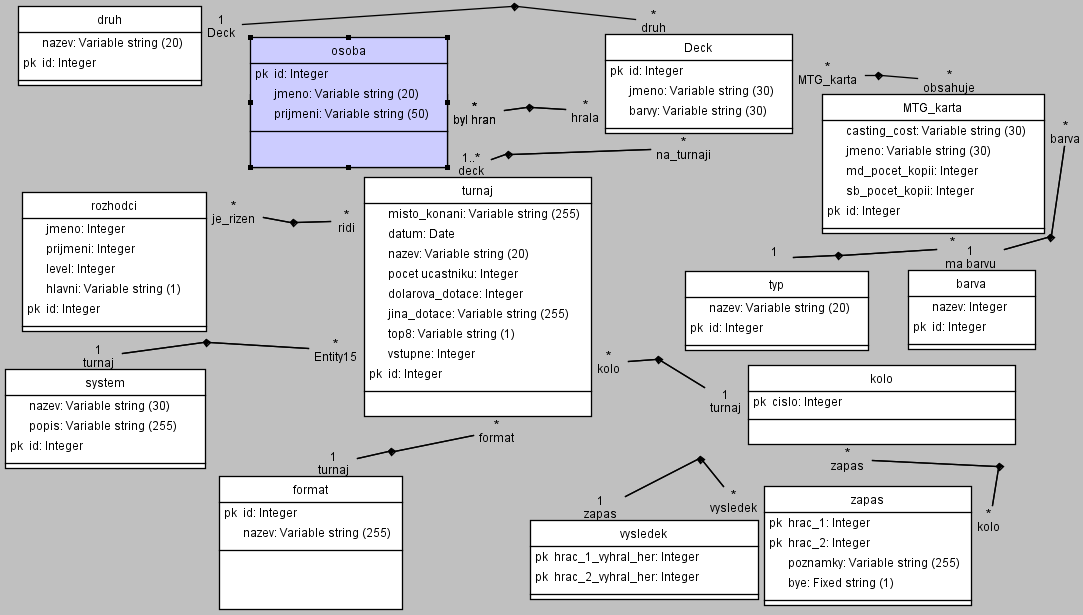 druh
nazev: Variable string (20)
pk id: Integer
1
Deck
*
druh
osoba
pk id: Integer
jmeno: Variable string (20)
prijmeni: Variable string (50)
*
byl hran
*
hrala
Deck
pk id: Integer
jmeno: Variable string (30)
barvy: Variable string (30)
*
MTG_karta
*
obsahuje
MTG_karta
casting_cost: Variable string (30)
jmeno: Variable string (30)
md_pocet_kopii: Integer
sb_pocet_kopii: Integer
pk id: Integer
*
barva
1..*
deck
*
na_turnaji
rozhodci
jmeno: Integer
prijmeni: Integer
level: Integer
hlavni: Variable string (1)
pk id: Integer
*
je_rizen
*
ridi
turnaj
misto_konani: Variable string (255)
datum: Date
nazev: Variable string (20)
pocet ucastniku: Integer
dolarova_dotace: Integer
jina_dotace: Variable string (255)
top8: Variable string (1)
vstupne: Integer
pk id: Integer
1
*
1
ma barvu
typ
nazev: Variable string (20)
pk id: Integer
barva
nazev: Integer
pk id: Integer
1
turnaj
*
Entity15
system
nazev: Variable string (30)
popis: Variable string (255)
pk id: Integer
*
kolo
1
turnaj
kolo
pk cislo: Integer
*
format
1
turnaj
format
pk id: Integer
nazev: Variable string (255)
*
zapas
*
kolo
1
zapas
*
vysledek
vysledek
pk hrac_1_vyhral_her: Integer
pk hrac_2_vyhral_her: Integer
zapas
pk hrac_1: Integer
pk hrac_2: Integer
poznamky: Variable string (255)
bye: Fixed string (1)